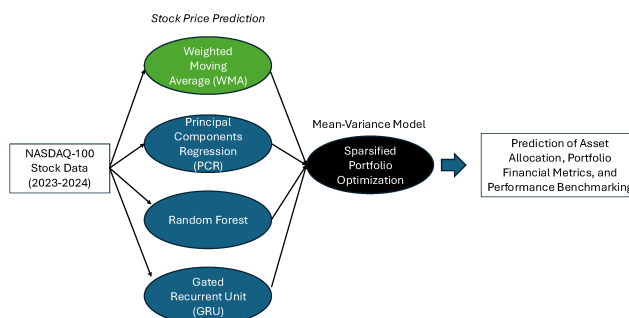 Stock Price Prediction
Weighted
Moving
Average (WMA)
Principal
Components
Regression
(PCR)
Mean-Variance Model
NASDAQ-100
Stock Data
(2023-2024)
Sparsified
Portfolio
Optimization
Prediction of Asset
Allocation, Portfolio
Financial Metrics, and
Performance Benchmarking
Random Forest
Gated
Recurrent Unit
(GRU)